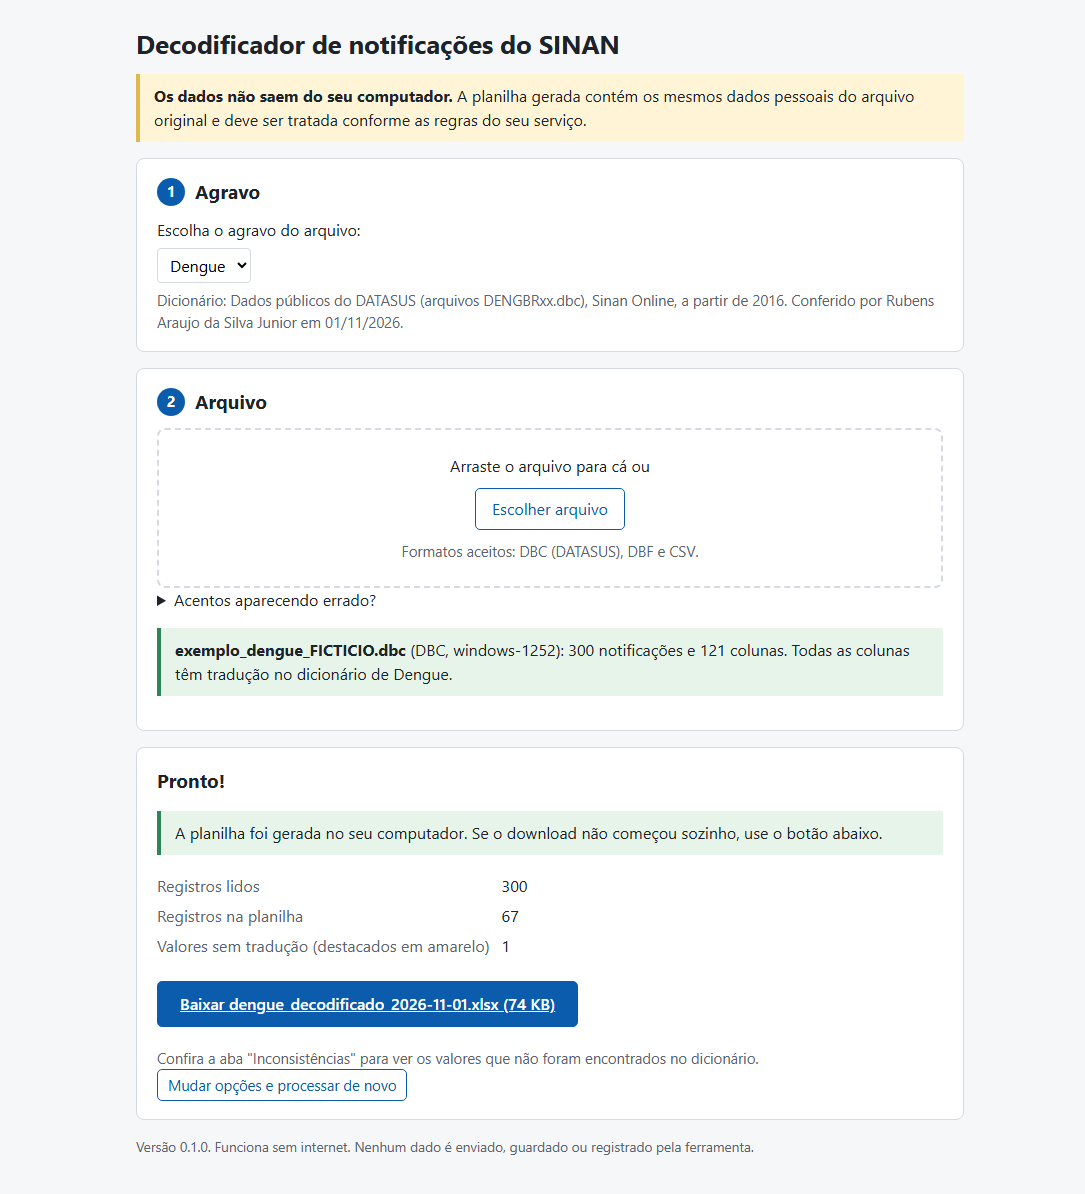 Decodificador de notificações do SINAN
Os dados não saem do seu computador. A planilha gerada contém os mesmos dados pessoais do arquivo
original e deve ser tratada conforme as regras do seu serviço.
1 Agravo
Escolha o agravo do arquivo:
Dengue
Dicionário: Dados públicos do DATASUS (arquivos DENGBRxx.dbc), Sinan Online, a partir de 2016. Conferido por Rubens
Araujo da Silva Junior em 01/11/2026.
2 Arquivo
Arraste o arquivo para cá ou
Escolher arquivo
Formatos aceitos: DBC (DATASUS), DBF e CSV.
Acentos aparecendo errado?
exemplo_dengue_FICTICIO.dbc (DBC, windows-1252): 300 notificações e 121 colunas. Todas as colunas
têm tradução no dicionário de Dengue.
Pronto!
A planilha foi gerada no seu computador. Se o download não começou sozinho, use o botão abaixo.
Registros lidos 300
Registros na planilha 67
Valores sem tradução (destacados em amarelo) 1
Baixar dengue_decodificado_2026-11-01.xlsx (74 KB)
Confira a aba "Inconsistências" para ver os valores que não foram encontrados no dicionário.
Mudar opções e processar de novo
Versão 0.1.0. Funciona sem internet. Nenhum dado é enviado, guardado ou registrado pela ferramenta.